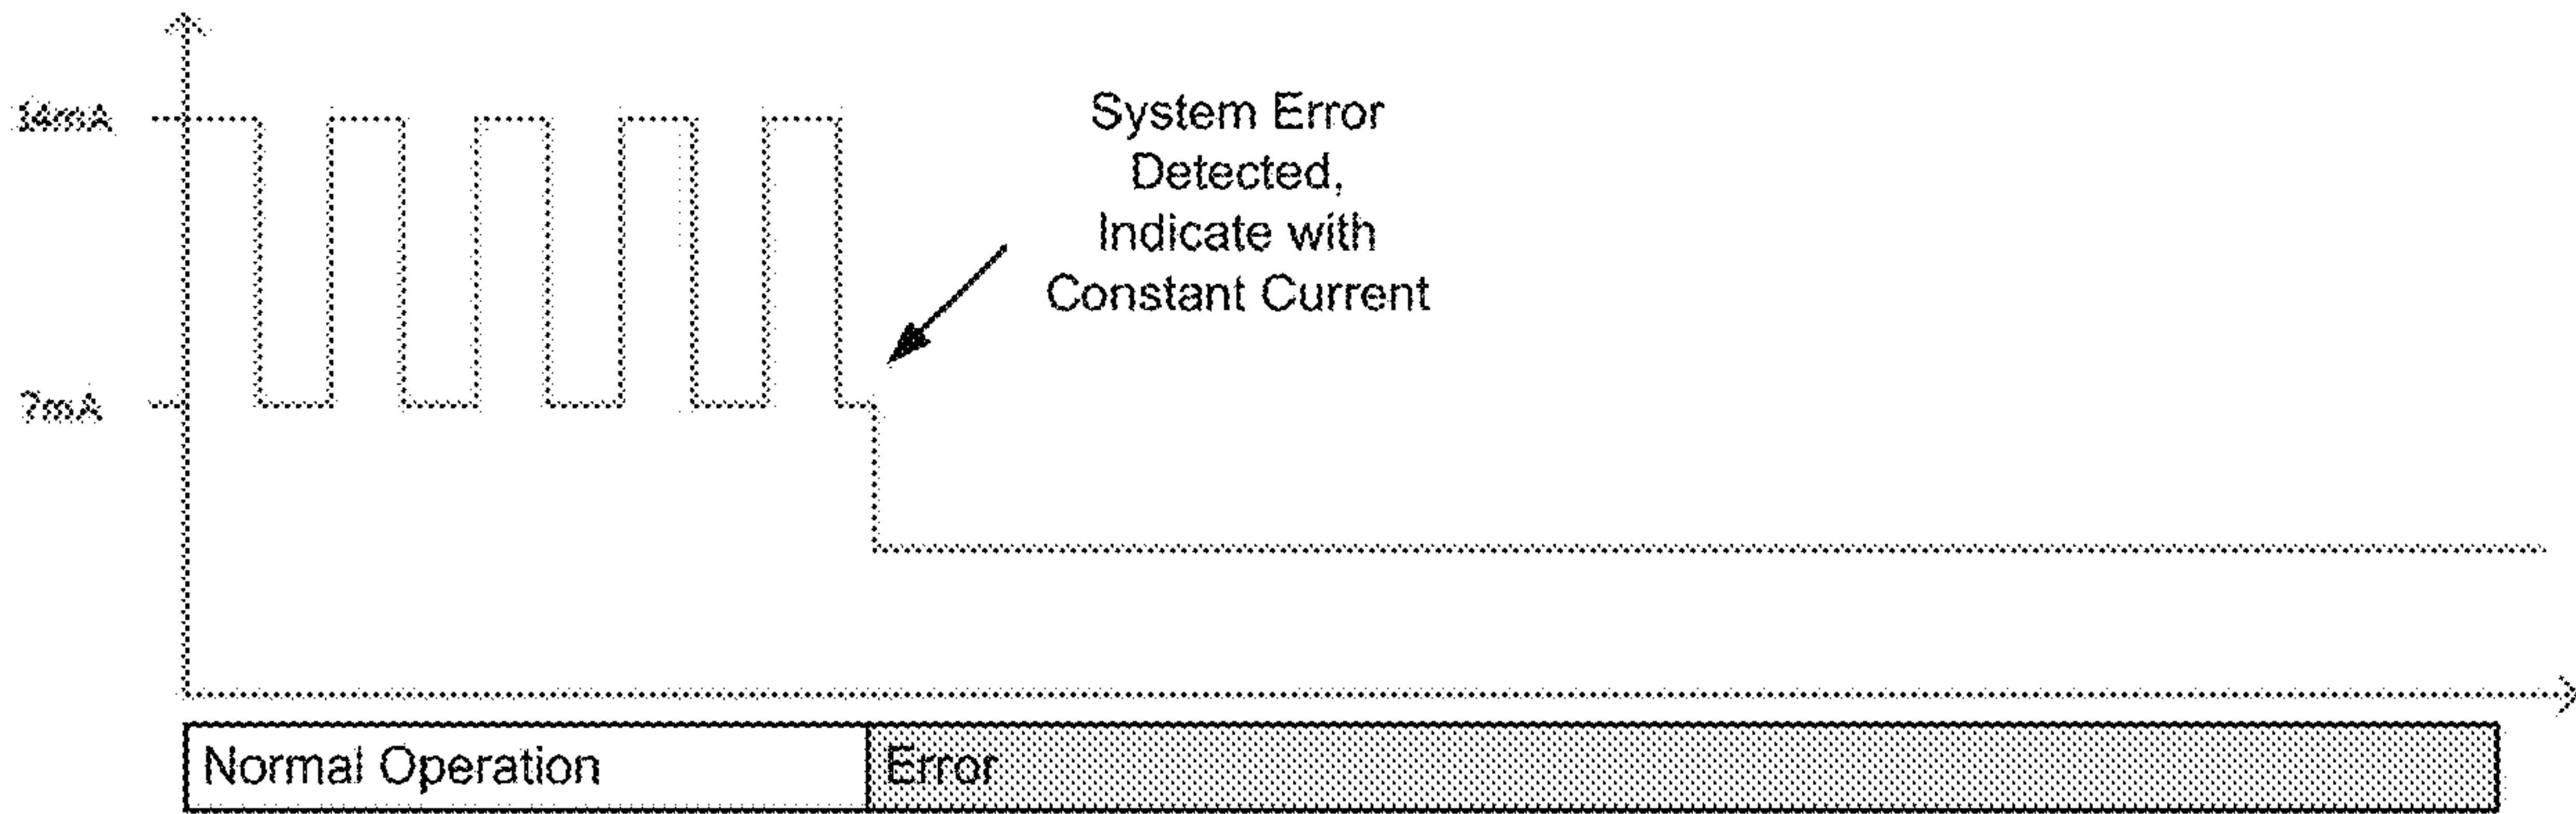 14mA
System Error
Detected,
Indicate with
Constant Current
7mA
Normal Operation
Error